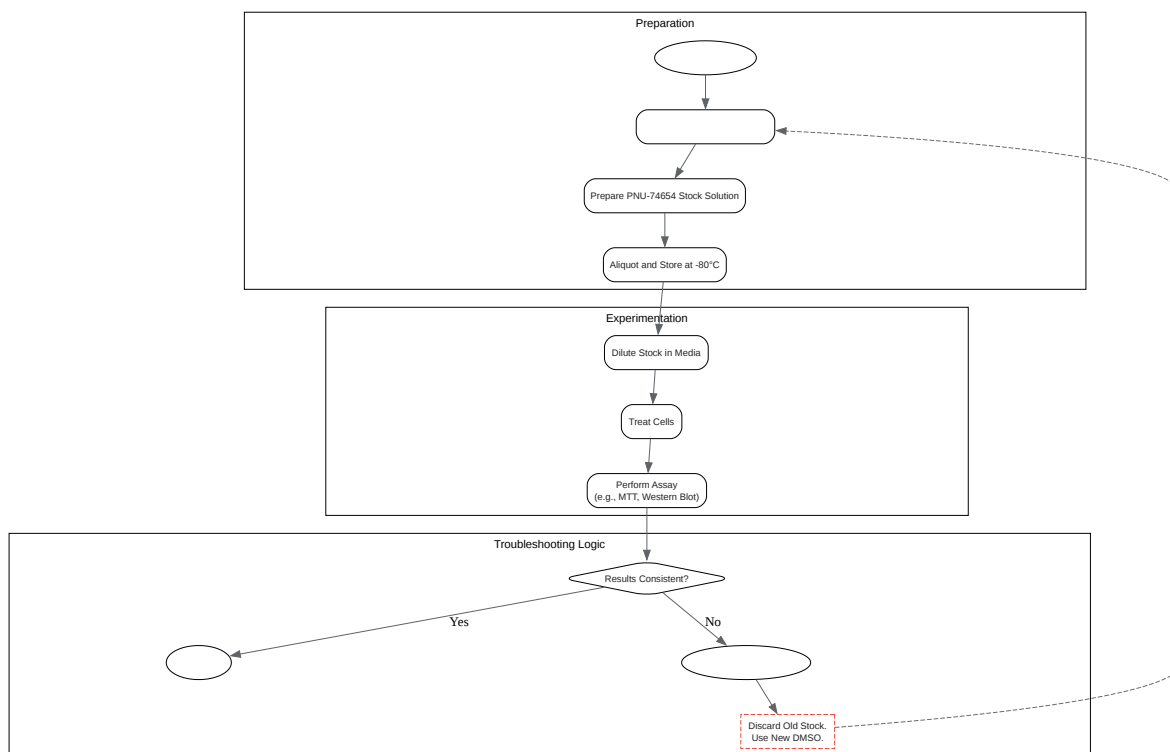 Preparation
Prepare PNU-74654 Stock Solution
Aliquot and Store at -80°C
Experimentation
Dilute Stock in Media
Treat Cells
Perform Assay
(e.g., MTT, Western Blot)
Troubleshooting Logic
Results Consistent?
Yes
No
Discard Old Stock.
Use New DMSO.